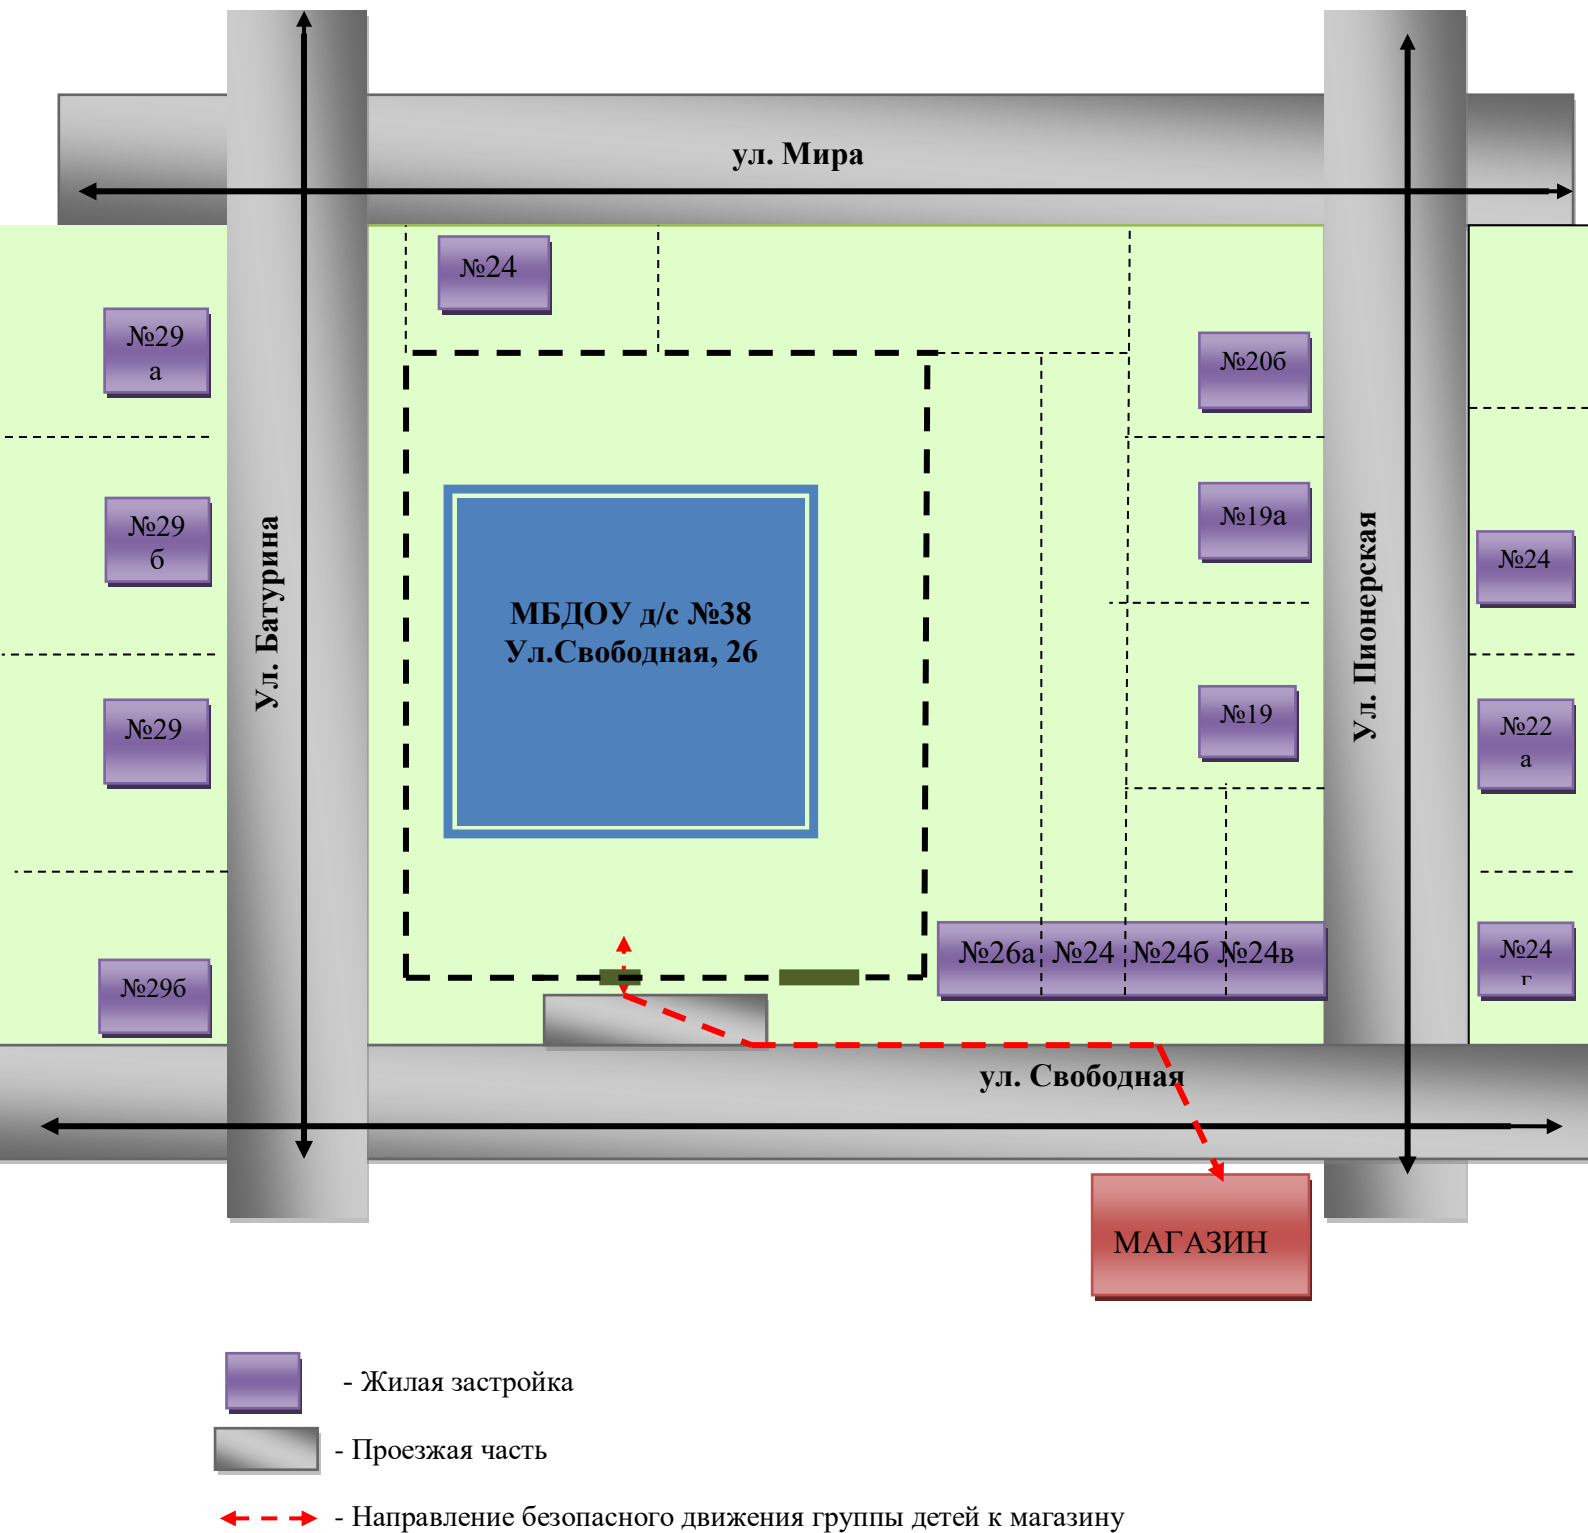 ул. Мира
№24
№29
а
№20б
№29
б
№19а
№24
Ул. Батурина
МБДОУ д/с №38
Ул.Свободная, 26
Ул. Пионерская
№29
№19
№22
а
№29б
№26а №24 №24б №24в
№24
г
ул. Свободная
МАГАЗИН
- Жилая застройка
- Проезжая часть
- Направление безопасного движения группы детей к магазину